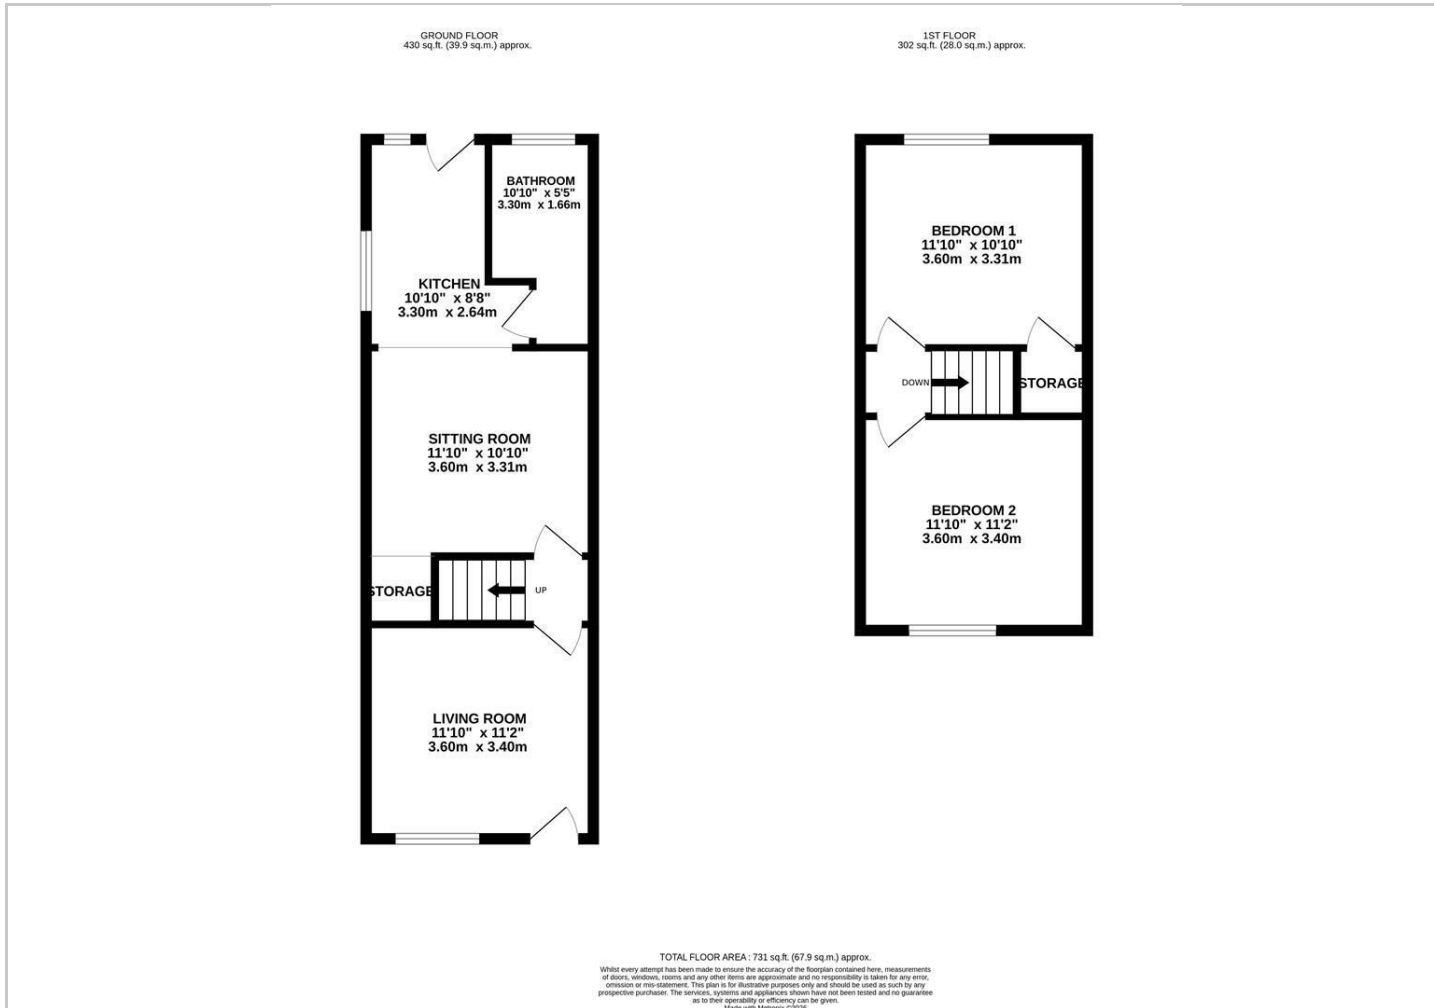 GROUND FLOOR
430 sq.ft. (39.9 sq.m.) approx.
1ST FLOOR
302 sq.ft. (28.0 sq.m.) approx.
BATHROOM
10'10" x 5'5"
3.30m x 1.66m
KITCHEN
10'10" x 8'8"
3.30m x 2.64m
SITTING ROOM
11'10" x 10'10"
3.60m x 3.31m
STORAGE
UP
LIVING ROOM
11'10" x 11'2"
3.60m x 3.40m
BEDROOM 1
11'10" x 10'10"
3.60m x 3.31m
DOWN
STORAGE
BEDROOM 2
11'10" x 11'2"
3.60m x 3.40m
TOTAL FLOOR AREA : 731 sq.ft. (67.9 sq.m.) approx.
Whilst every attempt has been made to ensure the accuracy of the floorplan contained here, measurements
of doors, windows, rooms and any other items are approximate and no responsibility is taken for any error,
omission or mis-statement. This plan is for illustrative purposes only and should be used as such by any
prospective purchaser. The services, systems and appliances shown have not been tested and no guarantee
as to their operability or efficiency can be given.
Made with Metropix ©2026